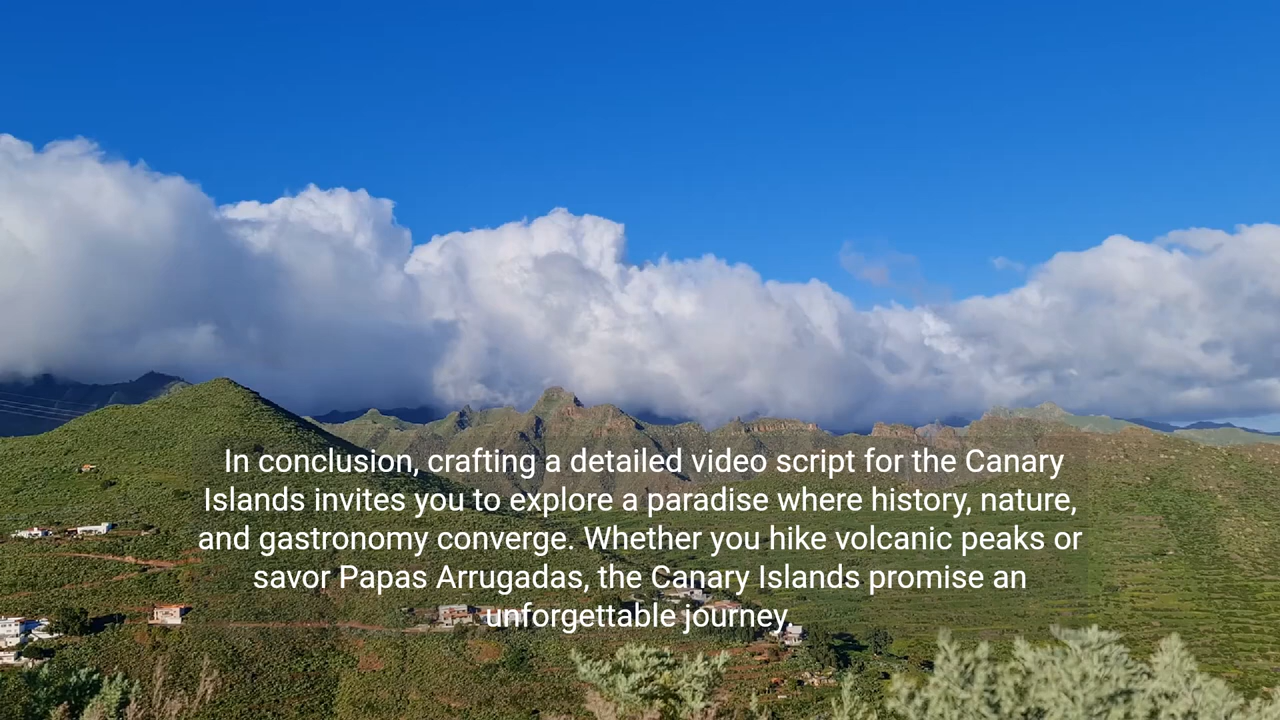 In conclusion, crafting a detailed video script for the Canary
Islands invites you to explore a paradise where history, nature,
and gastronomy converge. Whether you hike volcanic peaks or
savor Papas Arrugadas, the Canary Islands promise an
unforgettable journey.